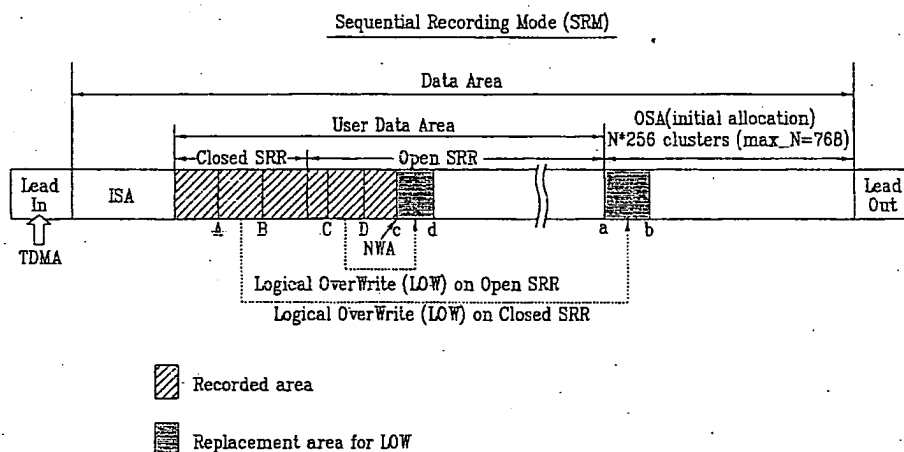 Sequential Recording Mode (SRM)
Data Area
OSA(initial allocation)
User Data Area
N*256 clusters (max_N=768)
Closed SRR
Open SRR
Lead In
ISA
Lead Out
A
B
C
D
c
d
a
b
NWA
TDMA
Logical OverWrite (LOW) on Open SRR
Logical OverWrite (LOW) on Closed SRR
Recorded area
Replacement area for LOW